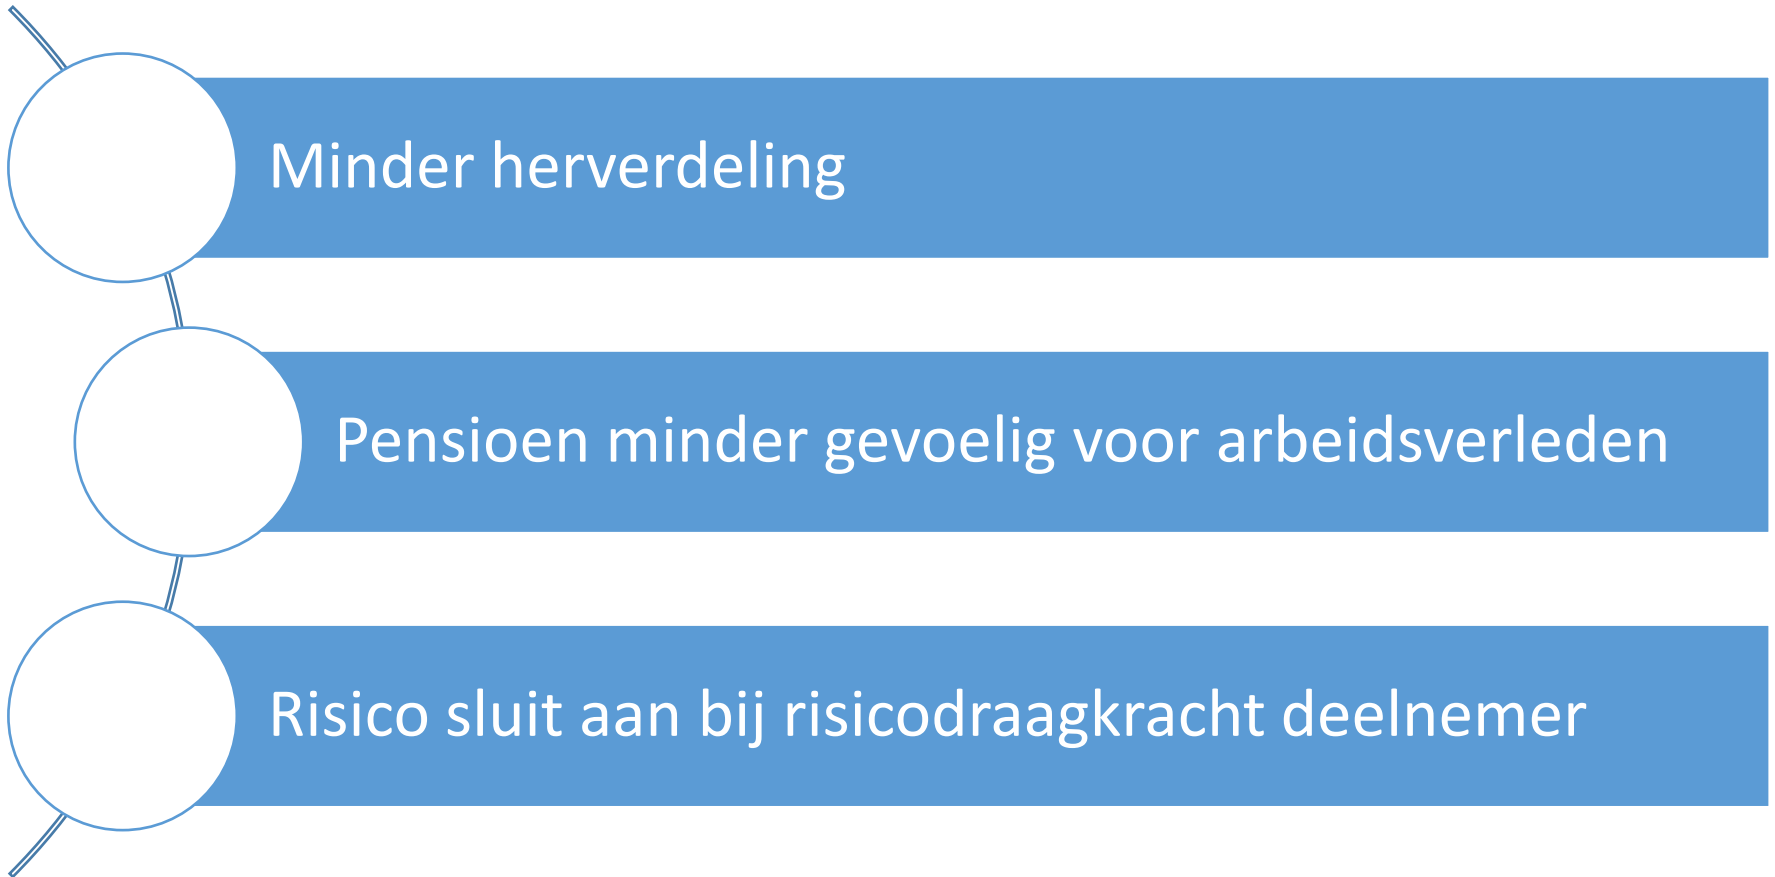 Minder herverdeling
Pensioen minder gevoelig voor arbeidsverleden
Risico sluit aan bij risicodraagkracht deelnemer